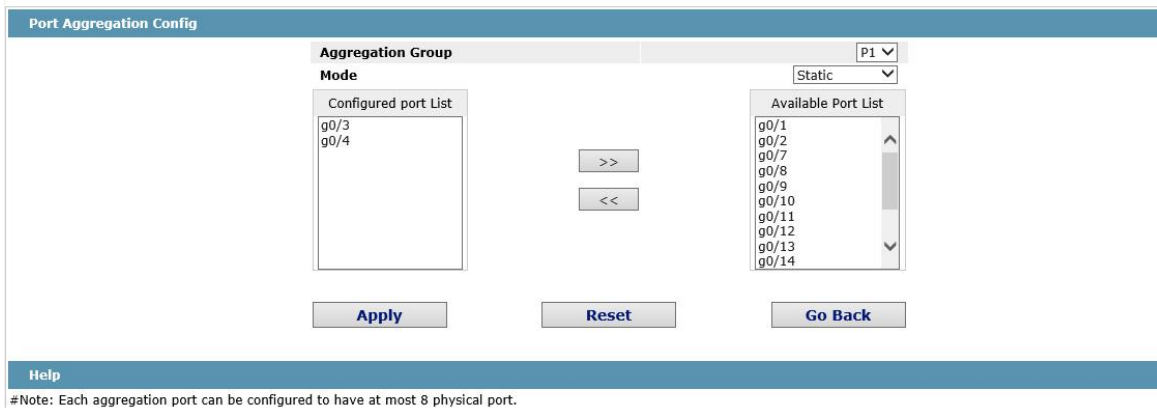 Port Aggregation Config
Aggregation Group P1
Mode Static
Configured port List
g0/3
g0/4
>>
<<
Available Port List
g0/1
g0/2
g0/7
g0/8
g0/9
g0/10
g0/11
g0/12
g0/13
g0/14
Apply Reset Go Back
Help
#Note: Each aggregation port can be configured to have at most 8 physical port.